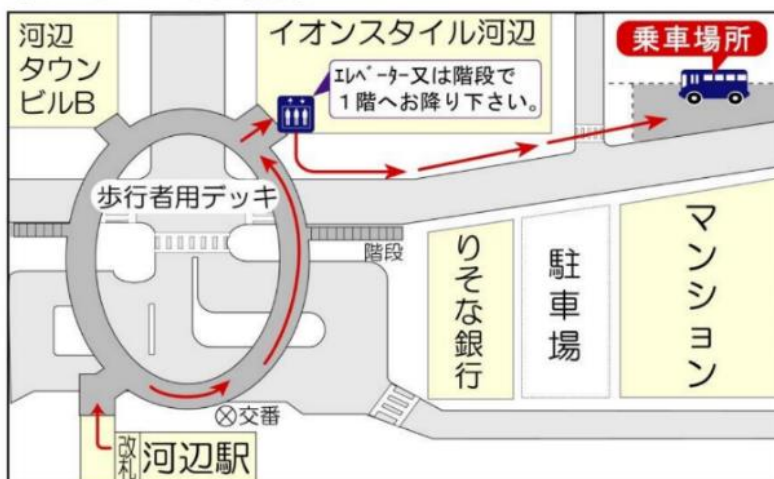 河辺
タウン
ビルB
イオンスタイル河辺
乗車場所
ｴﾚﾍﾞｰﾀｰ又は階段で
１階へお降り下さい。
歩行者用デッキ
階段
りそな銀行
駐車場
マンション
交番
改札
河辺駅